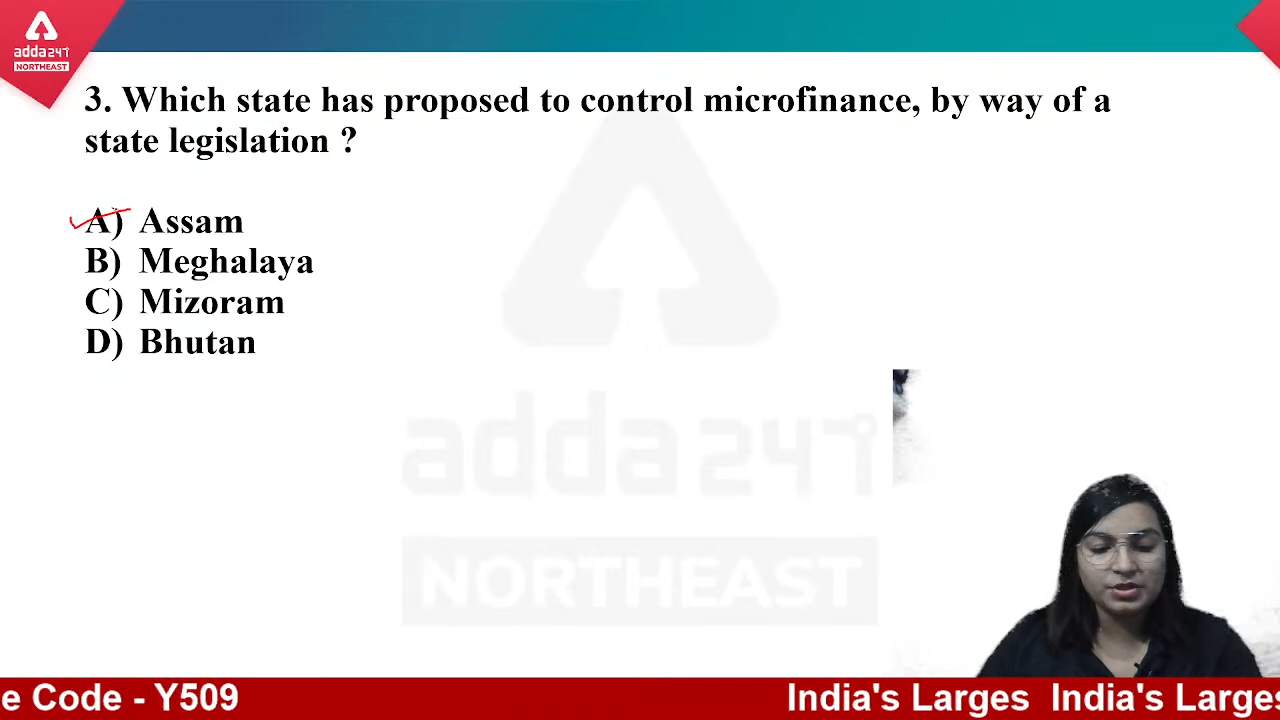 adda247
NORTHEAST
3. Which state has proposed to control microfinance, by way of a
state legislation ?
A) Assam
B) Meghalaya
C) Mizoram
D) Bhutan
adda247
NORTHEAST
e Code - Y509
India's Larges India's Larges